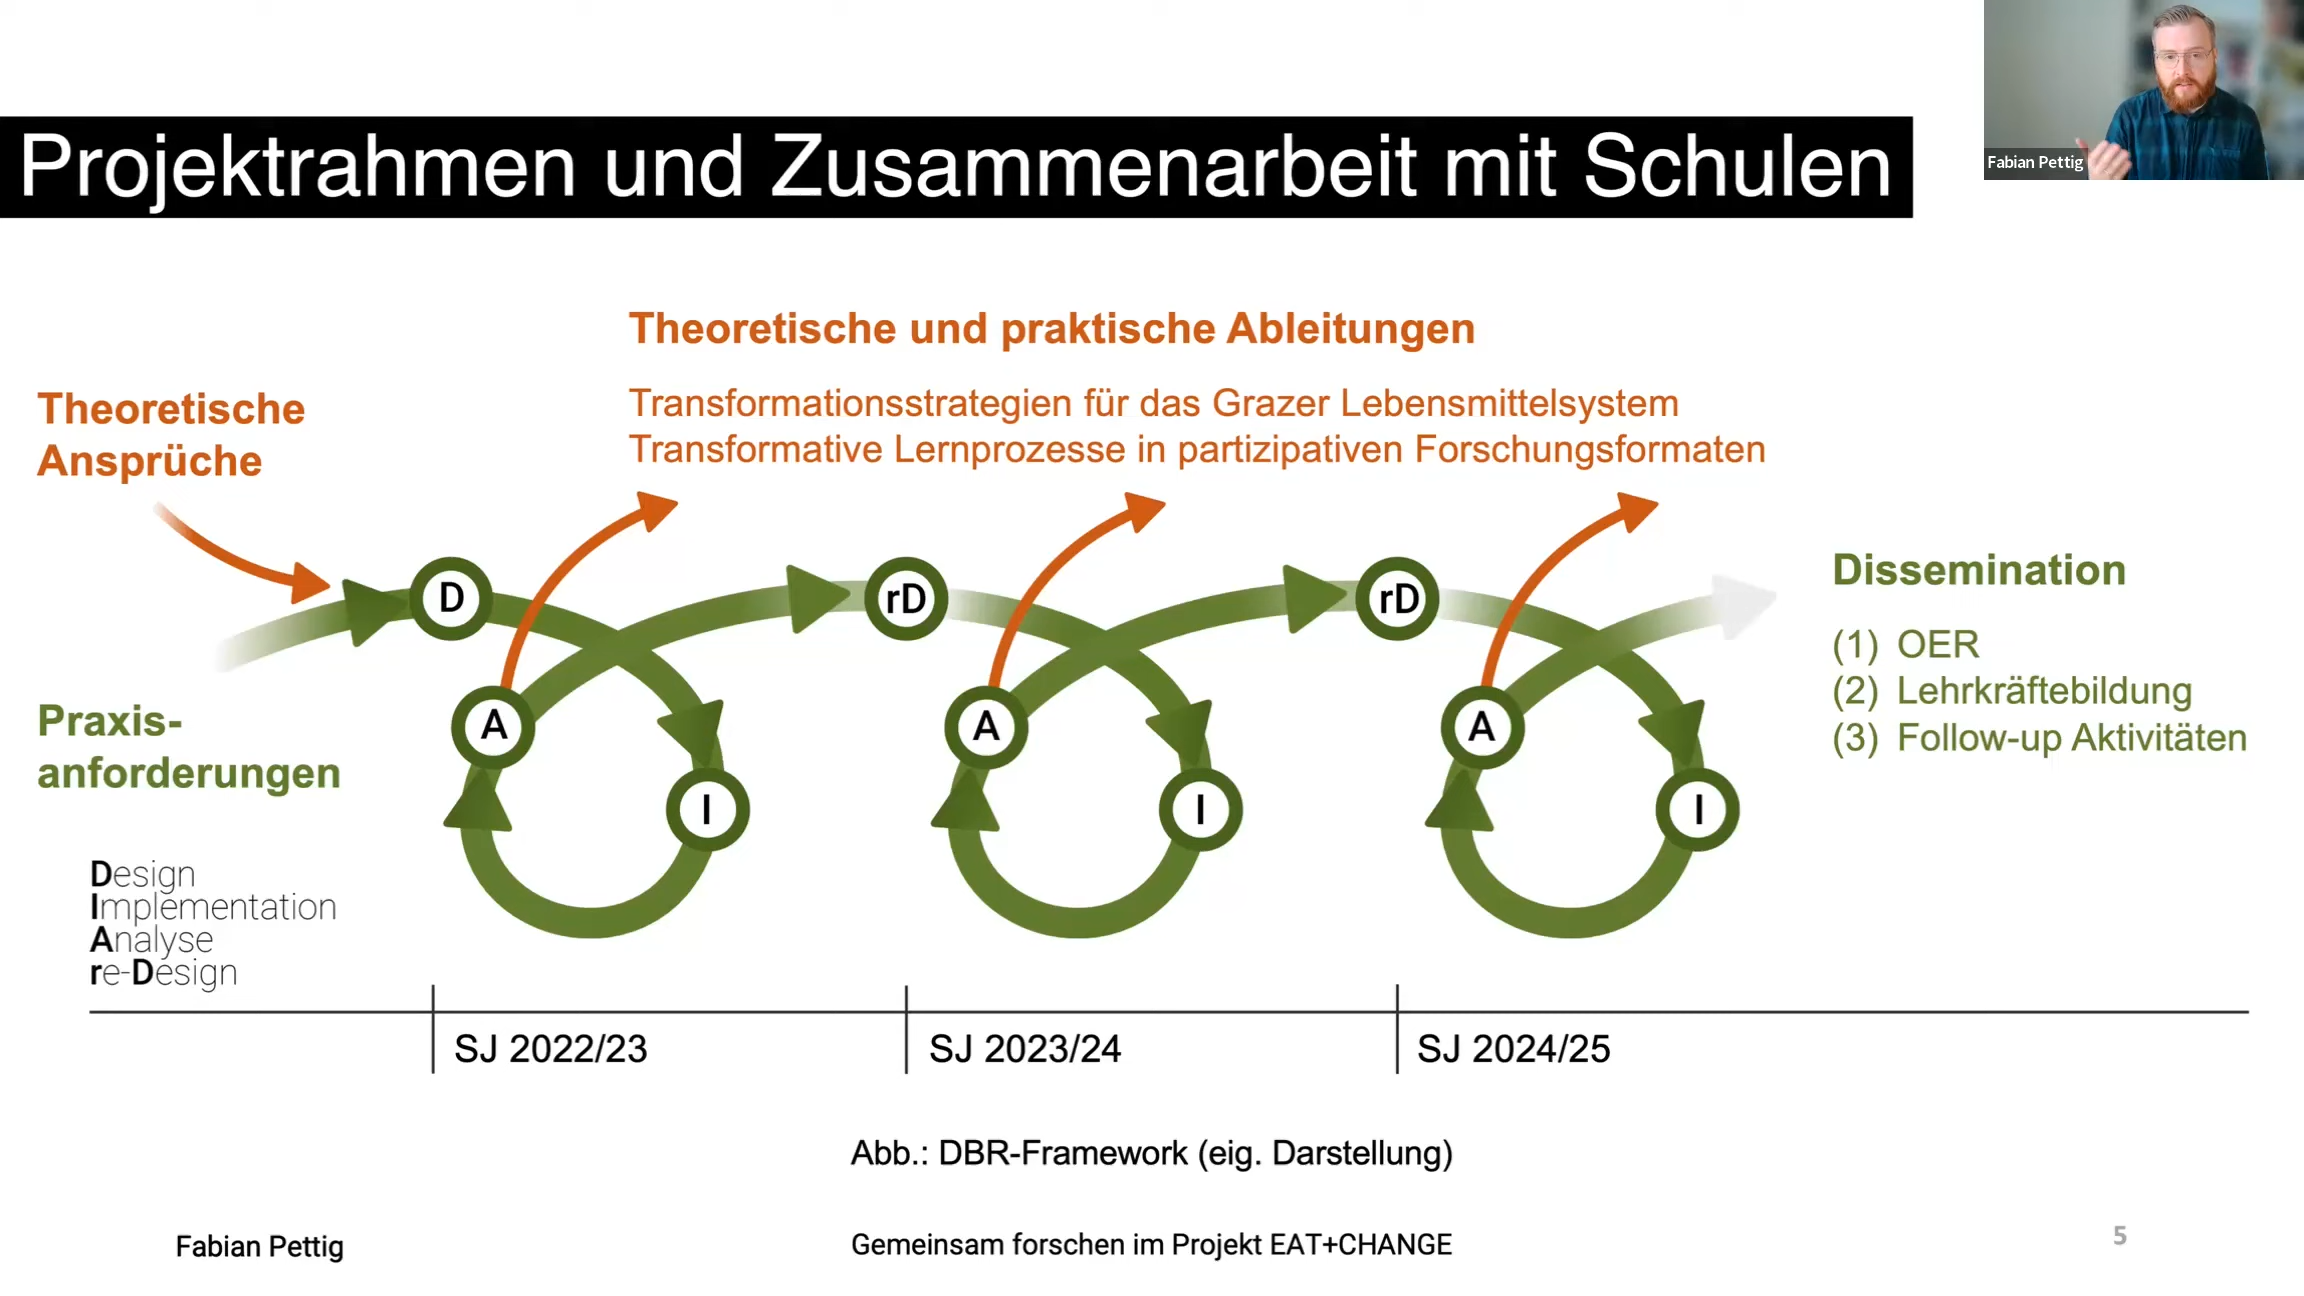 Projektrahmen und Zusammenarbeit mit Schulen
Fabian Pettig
Theoretische und praktische Ableitungen
Transformationsstrategien für das Grazer Lebensmittelsystem
Transformative Lernprozesse in partizipativen Forschungsformaten
Theoretische
Ansprüche
D
rD
rD
A
A
A
I
I
I
Dissemination
(1) OER
(2) Lehrkräftebildung
(3) Follow-up Aktivitäten
Praxis-
anforderungen
Design
Implementation
Analyse
re-Design
SJ 2022/23
SJ 2023/24
SJ 2024/25
Abb.: DBR-Framework (eig. Darstellung)
Fabian Pettig
Gemeinsam forschen im Projekt EAT+CHANGE
5